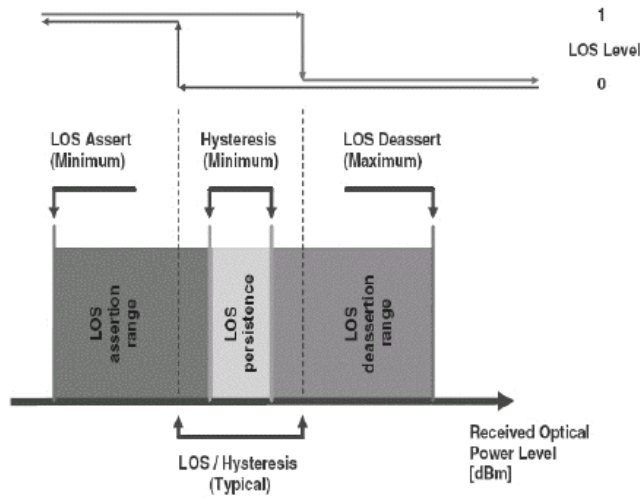 1
LOS Level
0
LOS Assert
(Minimum)
Hysteresis
(Minimum)
LOS Deassert
(Maximum)
LOS
assertion
range
LOS
persistence
LOS
deassertion
range
Received Optical
Power Level
[dBm]
LOS / Hysteresis
(Typical)